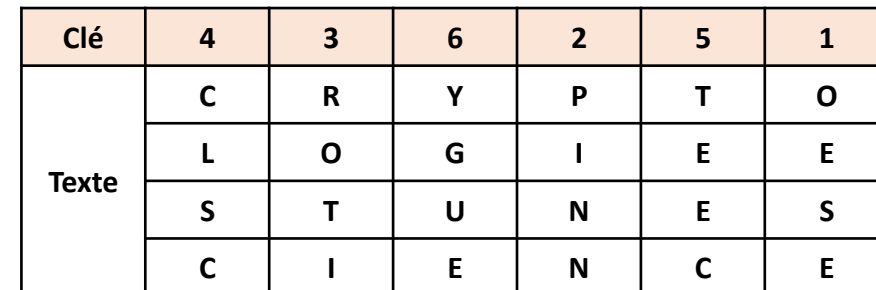 Clé 4 3 6 2 5 1
C R Y P T O
L O G I E E
Texte
S T U N E S
C I E N C E